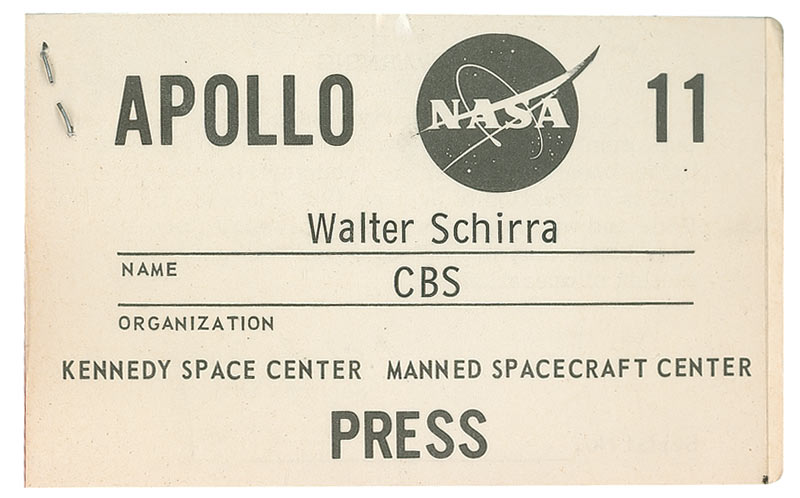 APOLLO NASA 11
Walter Schirra
NAME
CBS
ORGANIZATION
KENNEDY SPACE CENTER MANNED SPACECRAFT CENTER
PRESS